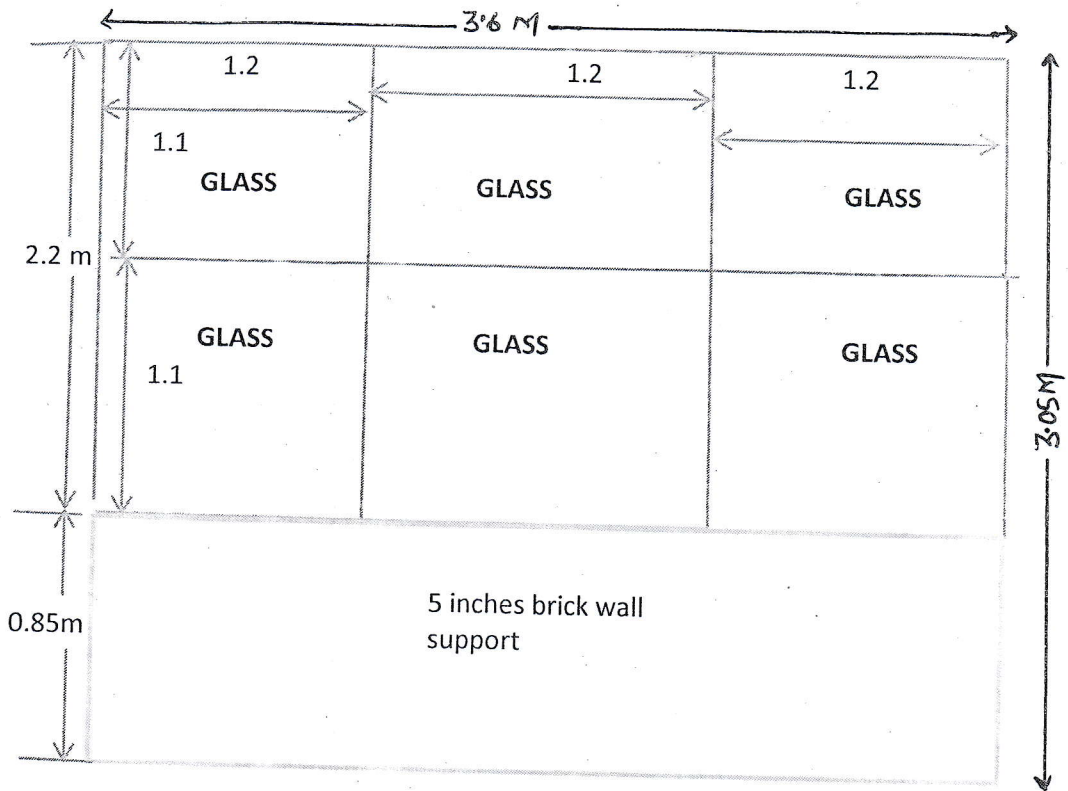 3.6 M
1.2
1.2
1.2
1.1
GLASS
GLASS
GLASS
2.2 m
GLASS
GLASS
GLASS
1.1
3.05M
5 inches brick wall
support
0.85m